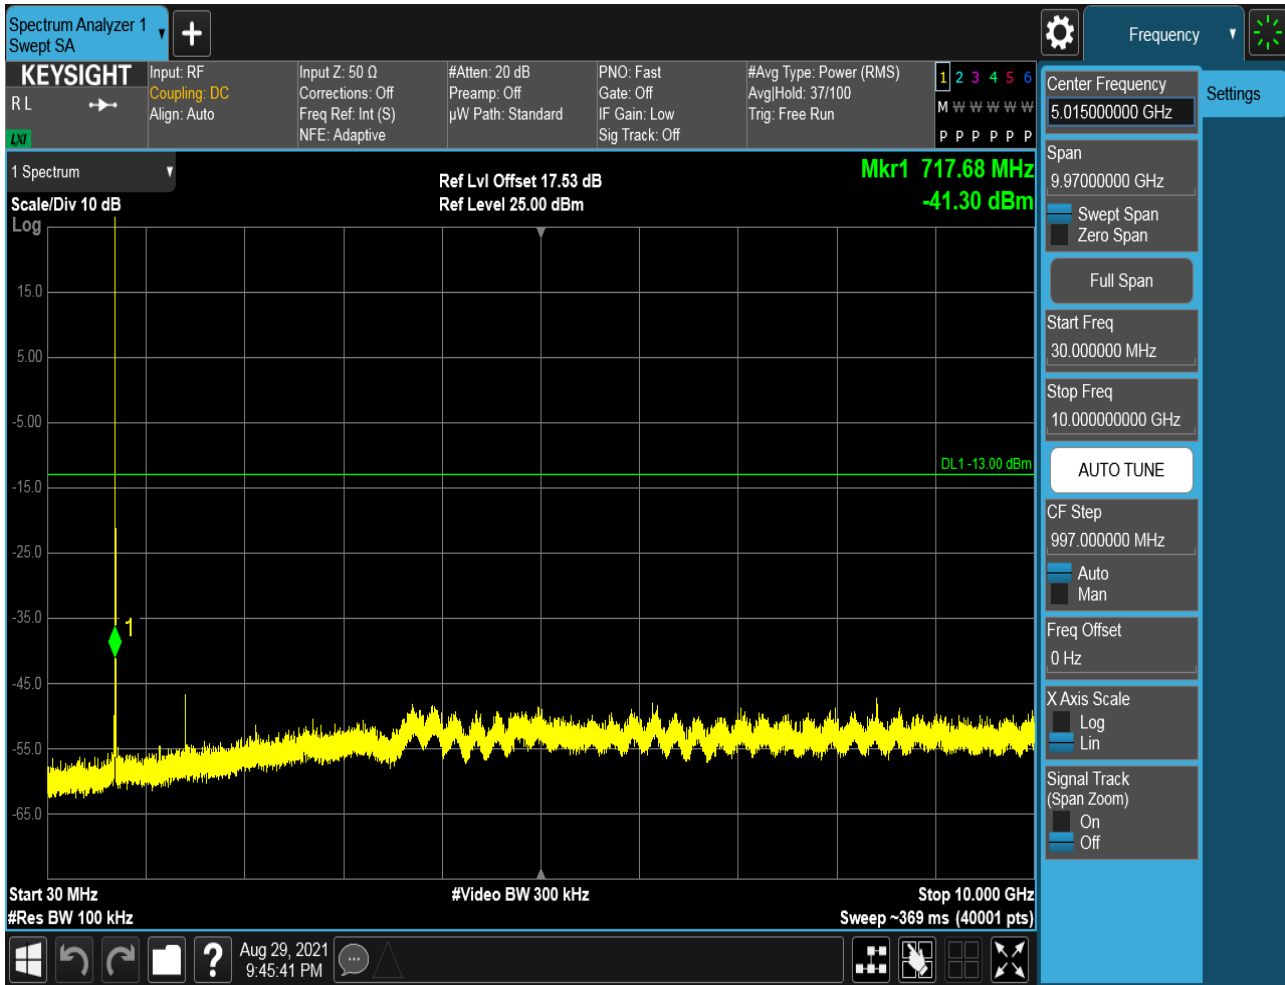 Spectrum Analyzer 1
Swept SA
Frequency
KEYSIGHT
R L
LXI
Input: RF
Coupling: DC
Align: Auto
Input Z: 50 Ω
Corrections: Off
Freq Ref: Int (S)
NFE: Adaptive
#Atten: 20 dB
Preamp: Off
µW Path: Standard
PNO: Fast
Gate: Off
IF Gain: Low
Sig Track: Off
#Avg Type: Power (RMS)
Avg|Hold: 37/100
Trig: Free Run
1 2 3 4 5 6
M W W W W W
P P P P P P
1 Spectrum
Scale/Div 10 dB
Log
Ref Lvl Offset 17.53 dB
Ref Level 25.00 dBm
Mkr1 717.68 MHz
-41.30 dBm
15.0
5.00
-5.00
DL1 -13.00 dBm
-15.0
-25.0
-35.0
1
-45.0
-55.0
-65.0
Start 30 MHz
#Video BW 300 kHz
Stop 10.000 GHz
#Res BW 100 kHz
Sweep ~369 ms (40001 pts)
?
Aug 29, 2021
9:45:41 PM
Center Frequency
5.015000000 GHz
Settings
Span
9.97000000 GHz
Swept Span
Zero Span
Full Span
Start Freq
30.000000 MHz
Stop Freq
10.000000000 GHz
AUTO TUNE
CF Step
997.000000 MHz
Auto
Man
Freq Offset
0 Hz
X Axis Scale
Log
Lin
Signal Track
(Span Zoom)
On
Off